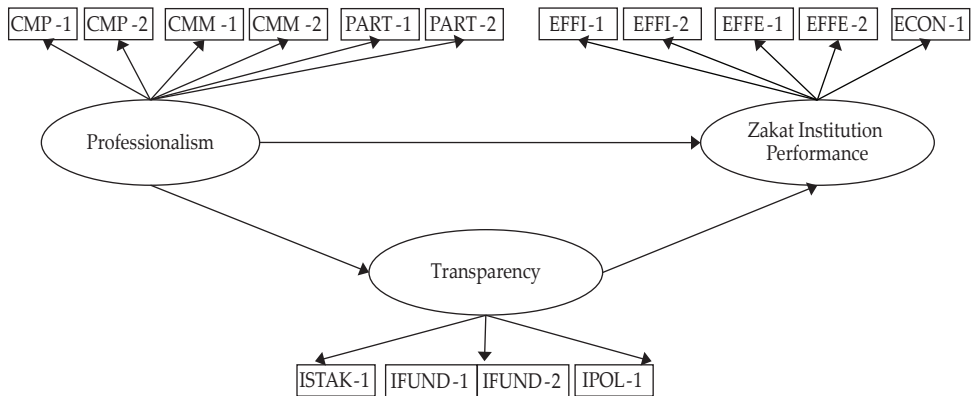 CMP-1 CMP-2 CMM-1 CMM-2 PART-1 PART-2 EFFI-1 EFFI-2 EFFE-1 EFFE-2 ECON-1
Professionalism
Zakat Institution
Performance
Transparency
ISTAK-1 IFUND-1 IFUND-2 IPOL-1